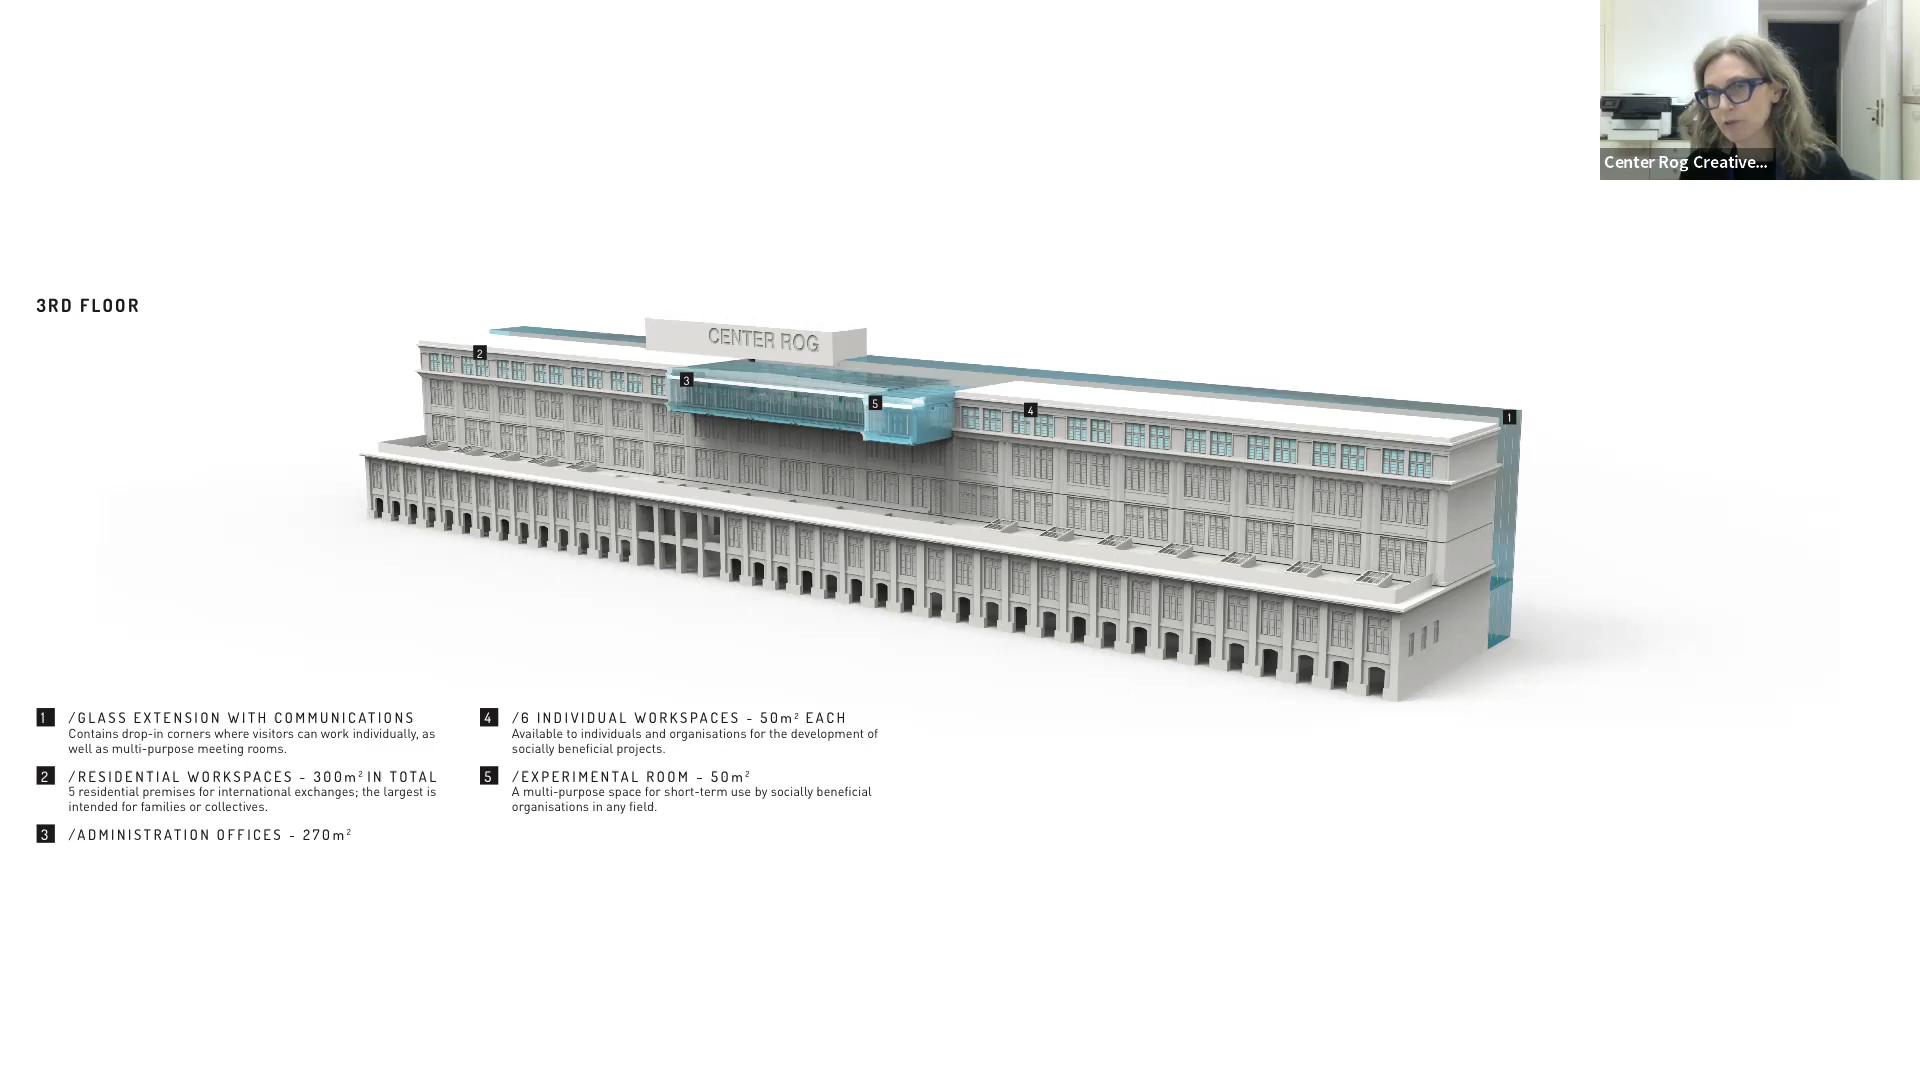 Center Rog Creative...
3RD FLOOR
CENTER ROG
2
3
5
4
1
1 /GLASS EXTENSION WITH COMMUNICATIONS
Contains drop-in corners where visitors can work individually, as
well as multi-purpose meeting rooms.
2 /RESIDENTIAL WORKSPACES - 300m² IN TOTAL
5 residential premises for international exchanges; the largest is
intended for families or collectives.
3 /ADMINISTRATION OFFICES - 270m²
4 /6 INDIVIDUAL WORKSPACES - 50m² EACH
Available to individuals and organisations for the development of
socially beneficial projects.
5 /EXPERIMENTAL ROOM – 50m²
A multi-purpose space for short-term use by socially beneficial
organisations in any field.